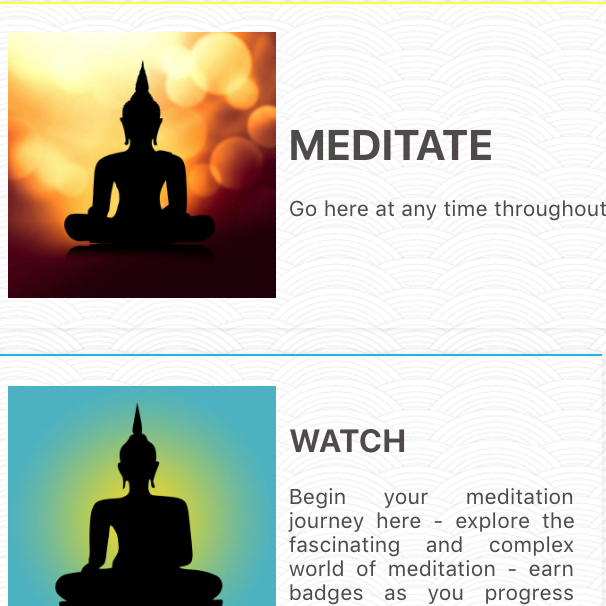 MEDITATE
Go here at any time throughout
WATCH
Begin your meditation
journey here - explore the
fascinating and complex
world of meditation - earn
badges as you progress